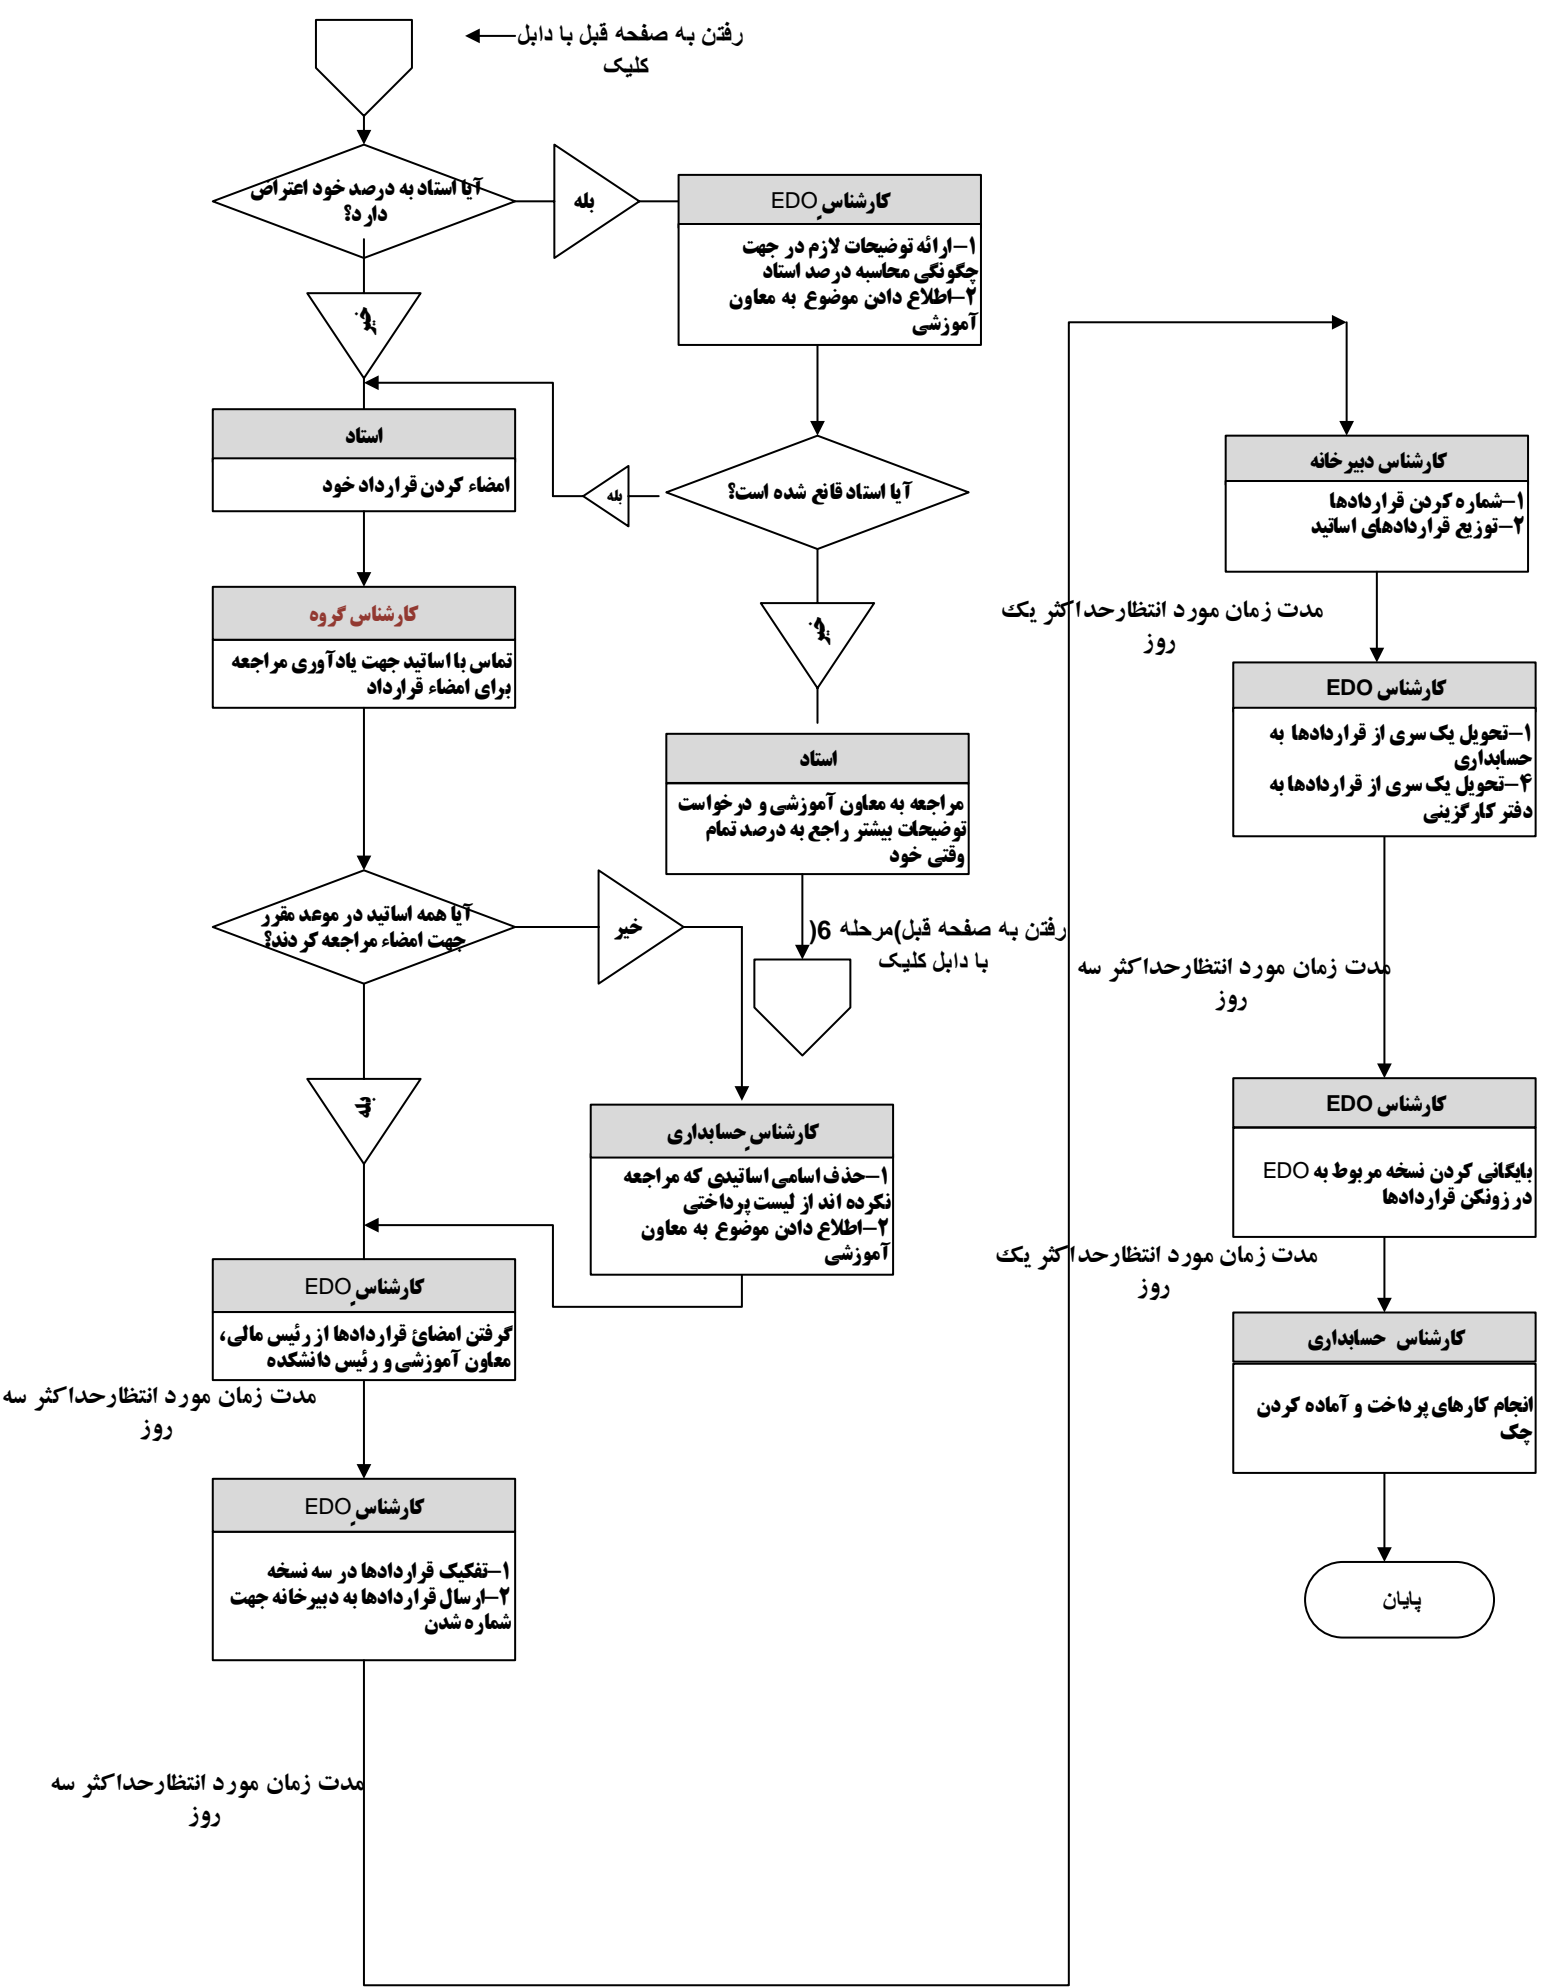 رفتن به صفحه قبل با دابل
کلیک
آیا استاد به درصد خود اعتراض
دارد؟
بله
کارشناسِ EDO
۱–ارائه توضیحات لازم در جهت
چگونگی محاسبه درصد استاد
۲–اطلاع دادن موضوع به معاون
آموزشی
خیر
استاد
امضاء کردن قرارداد خود
بله
آیا استاد قانع شده است؟
خیر
کارشناس گروه
تماس با اساتید جهت یادآوری مراجعه
برای امضاء قرارداد
استاد
مراجعه به معاون آموزشی و درخواست
توضیحات بیشتر راجع به درصد تمام
وقتی خود
رفتن به صفحه قبل)مرحله 6(
با دابل کلیک
آیا همه اساتید در موعد مقرر
جهت امضاء مراجعه کردند؟
خیر
بله
کارشناسِ حسابداری
۱–حذف اسامی اساتیدی که مراجعه
نکرده اند از لیست پرداختی
۲–اطلاع دادن موضوع به معاون
آموزشی
کارشناسِ EDO
گرفتن امضائ قراردادها از رئیس مالی،
معاون آموزشی و رئیس دانشکده
مدت زمان مورد انتظارحداکثر سه
روز
کارشناسِ EDO
۱–تفکیک قراردادها در سه نسخه
۲–ارسال قراردادها به دبیرخانه جهت
شماره شدن
مدت زمان مورد انتظارحداکثر سه
روز
کارشناس دبیرخانه
۱–شماره کردن قراردادها
۲–توزیع قراردادهای اساتید
مدت زمان مورد انتظارحداکثر یک
روز
کارشناس EDO
۱–تحویل یک سری از قراردادها به
حسابداری
۴–تحویل یک سری از قراردادها به
دفتر کارگزینی
مدت زمان مورد انتظارحداکثر سه
روز
کارشناس EDO
بایگانی کردن نسخه مربوط به EDO
در زونکن قراردادها
مدت زمان مورد انتظارحداکثر یک
روز
کارشناس حسابداری
انجام کارهای پرداخت و آماده کردن
چک
پایان